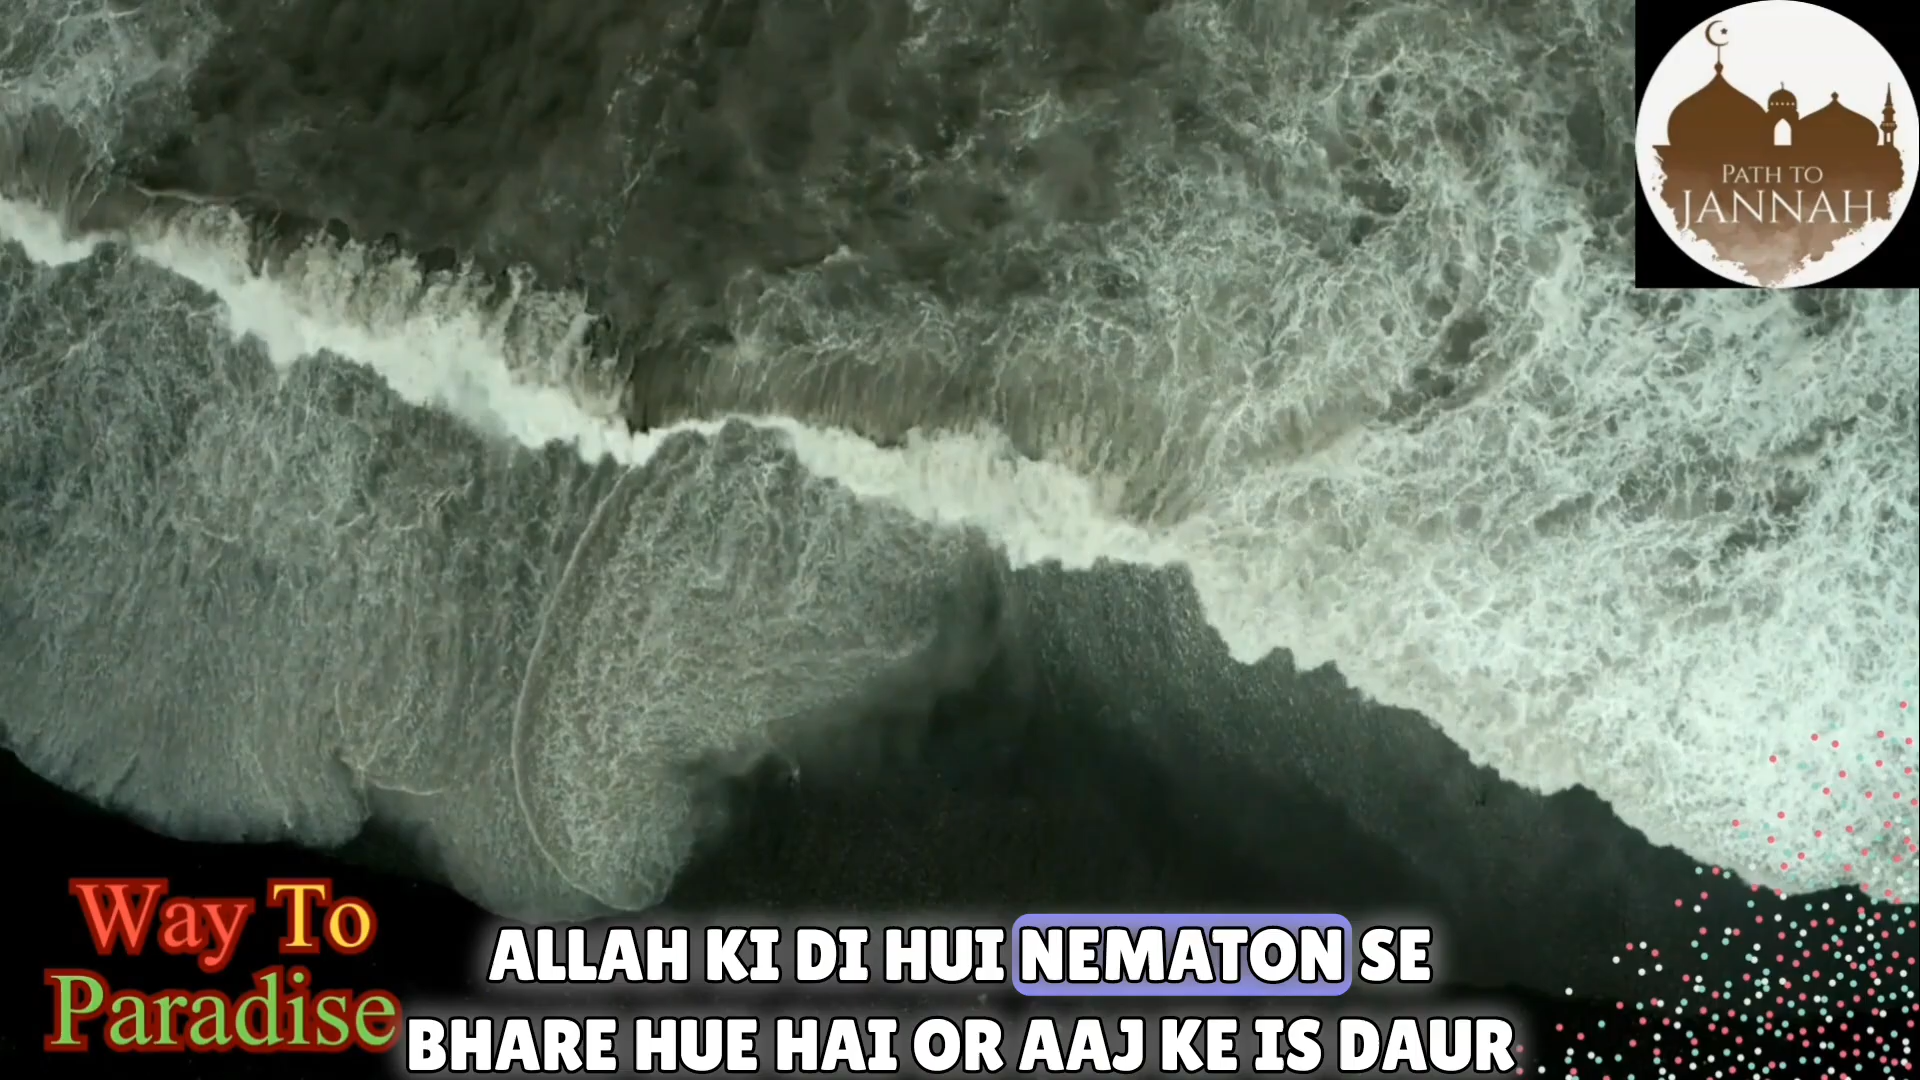 PATH TO
JANNAH
Way To
Paradise
ALLAH KI DI HUI NEMATON SE
BHARE HUE HAI OR AAJ KE IS DAUR